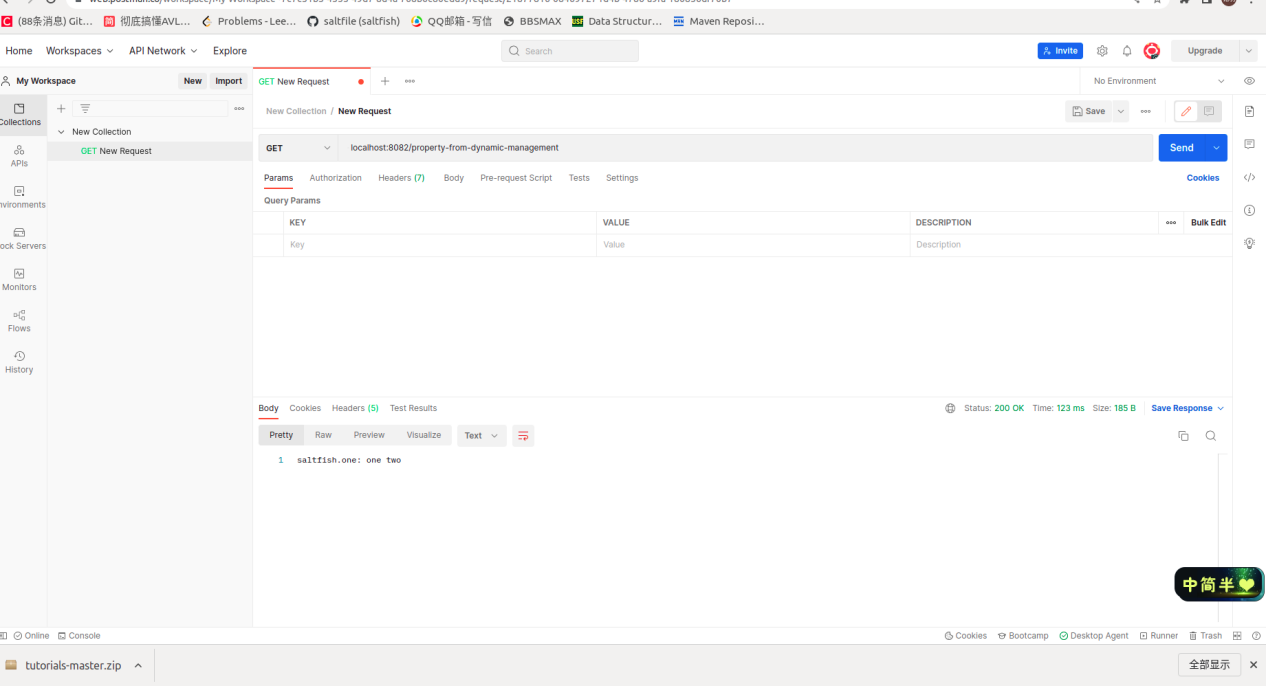 (88条消息) Git... 彻底搞懂AVL... Problems - Lee... saltfile (saltfish) QQ邮箱 - 写信 BBSMAX Data Structur... Maven Reposi...
Home Workspaces API Network Explore Search Invite Upgrade
My Workspace New Import GET New Request No Environment
Collections New Collection / New Request Save
New Collection
GET New Request GET localhost:8082/property-from-dynamic-management Send
APIs Params Authorization Headers (7) Body Pre-request Script Tests Settings Cookies
Query Params
nvironments KEY VALUE DESCRIPTION Bulk Edit
ock Servers Key Value Description
Monitors
Flows
History
Body Cookies Headers (5) Test Results Status: 200 OK Time: 123 ms Size: 185 B Save Response
Pretty Raw Preview Visualize Text
1 saltfish.one: one two
中简半
Online Console Cookies Bootcamp Desktop Agent Runner Trash
tutorials-master.zip 全部显示